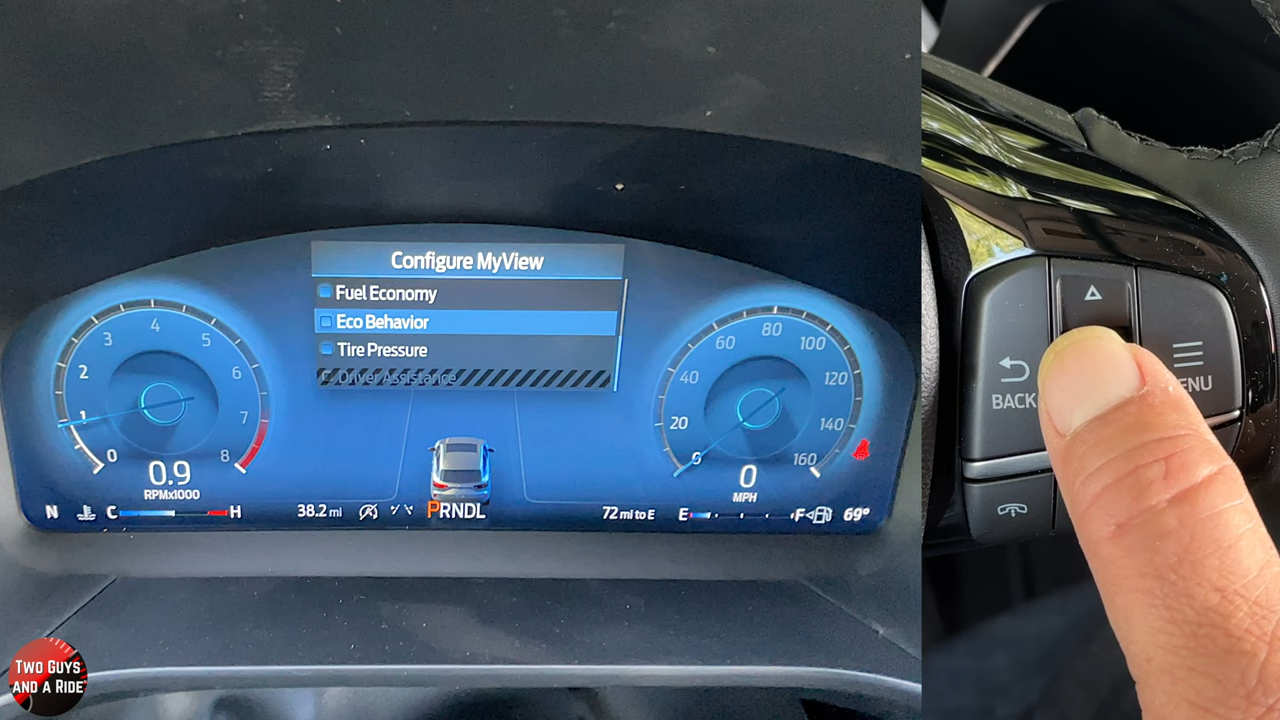 Configure MyView
Fuel Economy
Eco Behavior
Tire Pressure
Driver Assistance
0 1 2 3 4 5 6 7 8
0.9
RPMx1000
0 20 40 60 80 100 120 140 160
0
MPH
N C H 38.2 mi PRNDL 72 mi to E E F 69°
BACK
ENU
TWO GUYS
AND A RIDE